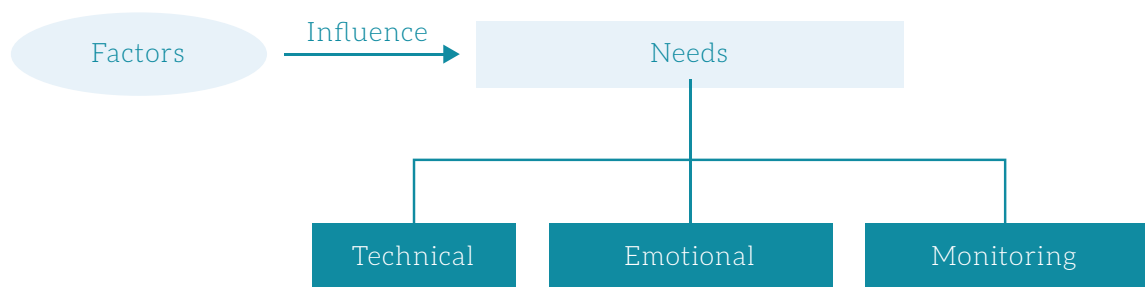 Influence
Factors
Needs
Technical
Emotional
Monitoring